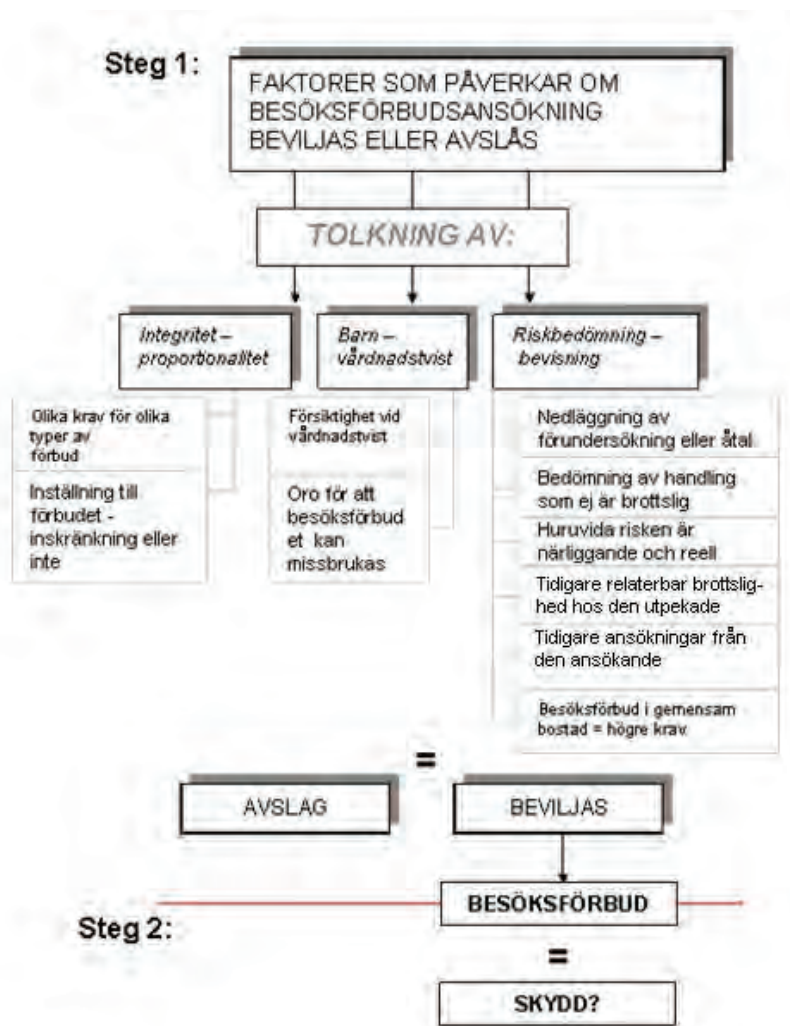 Steg 1:
FAKTORER SOM PÅVERKAR OM
BESÖKSFÖRBUDSANSÖKNING
BEVILJAS ELLER AVSLÅS
TOLKNING AV:
Integritet –
proportionalitet
Olika krav för olika
typer av
förbud
Inställning till
förbudet -
inskränkning eller
inte
Barn –
vårdnadstvist
Försiktighet vid
vårdnadstvist
Oro för att
besöksförbud
et kan
missbrukas
Riskbedömning –
bevisning
Nedläggning av
förundersökning eller åtal
Bedömning av handling
som ej är brottslig
Huruvida risken är
närliggande och reell
Tidigare relaterbar brottslig-
hed hos den utpekade
Tidigare ansökningar från
den ansökande
Besöksförbud i gemensam
bostad = högre krav
=
AVSLAG
BEVILJAS
BESÖKSFÖRBUD
Steg 2:
=
SKYDD?